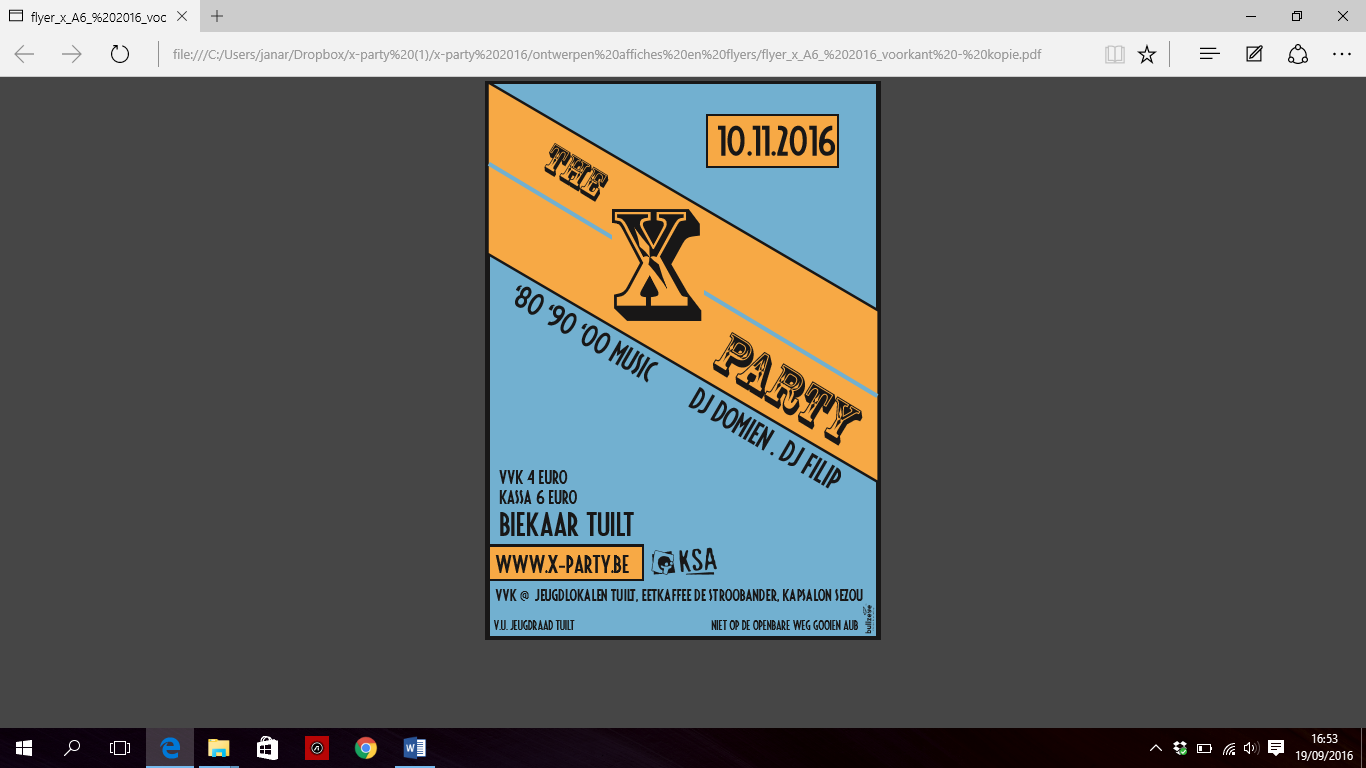 flyer_x_A6_%202016_voc
file:///C:/Users/janar/Dropbox/x-party%20(1)/x-party%202016/ontwerpen%20affiches%20en%20flyers/flyer_x_A6_%202016_voorkant%20-%20kopie.pdf
10.11.2016
THE
X
PARTY
'80 '90 '00 MUSIC
DJ DOMIEN . DJ FILIP
VVK 4 EURO
KASSA 6 EURO
BIEKAAR TUILT
WWW.X-PARTY.BE
KSA
VVK @ JEUGDLOKALEN TUILT, EETKAFFEE DE STROOBANDER, KAPSALON SEZOU
V.U. JEUGDRAAD TUILT
NIET OP DE OPENBARE WEG GOOIEN AUB
bullzeye
16:53
19/09/2016